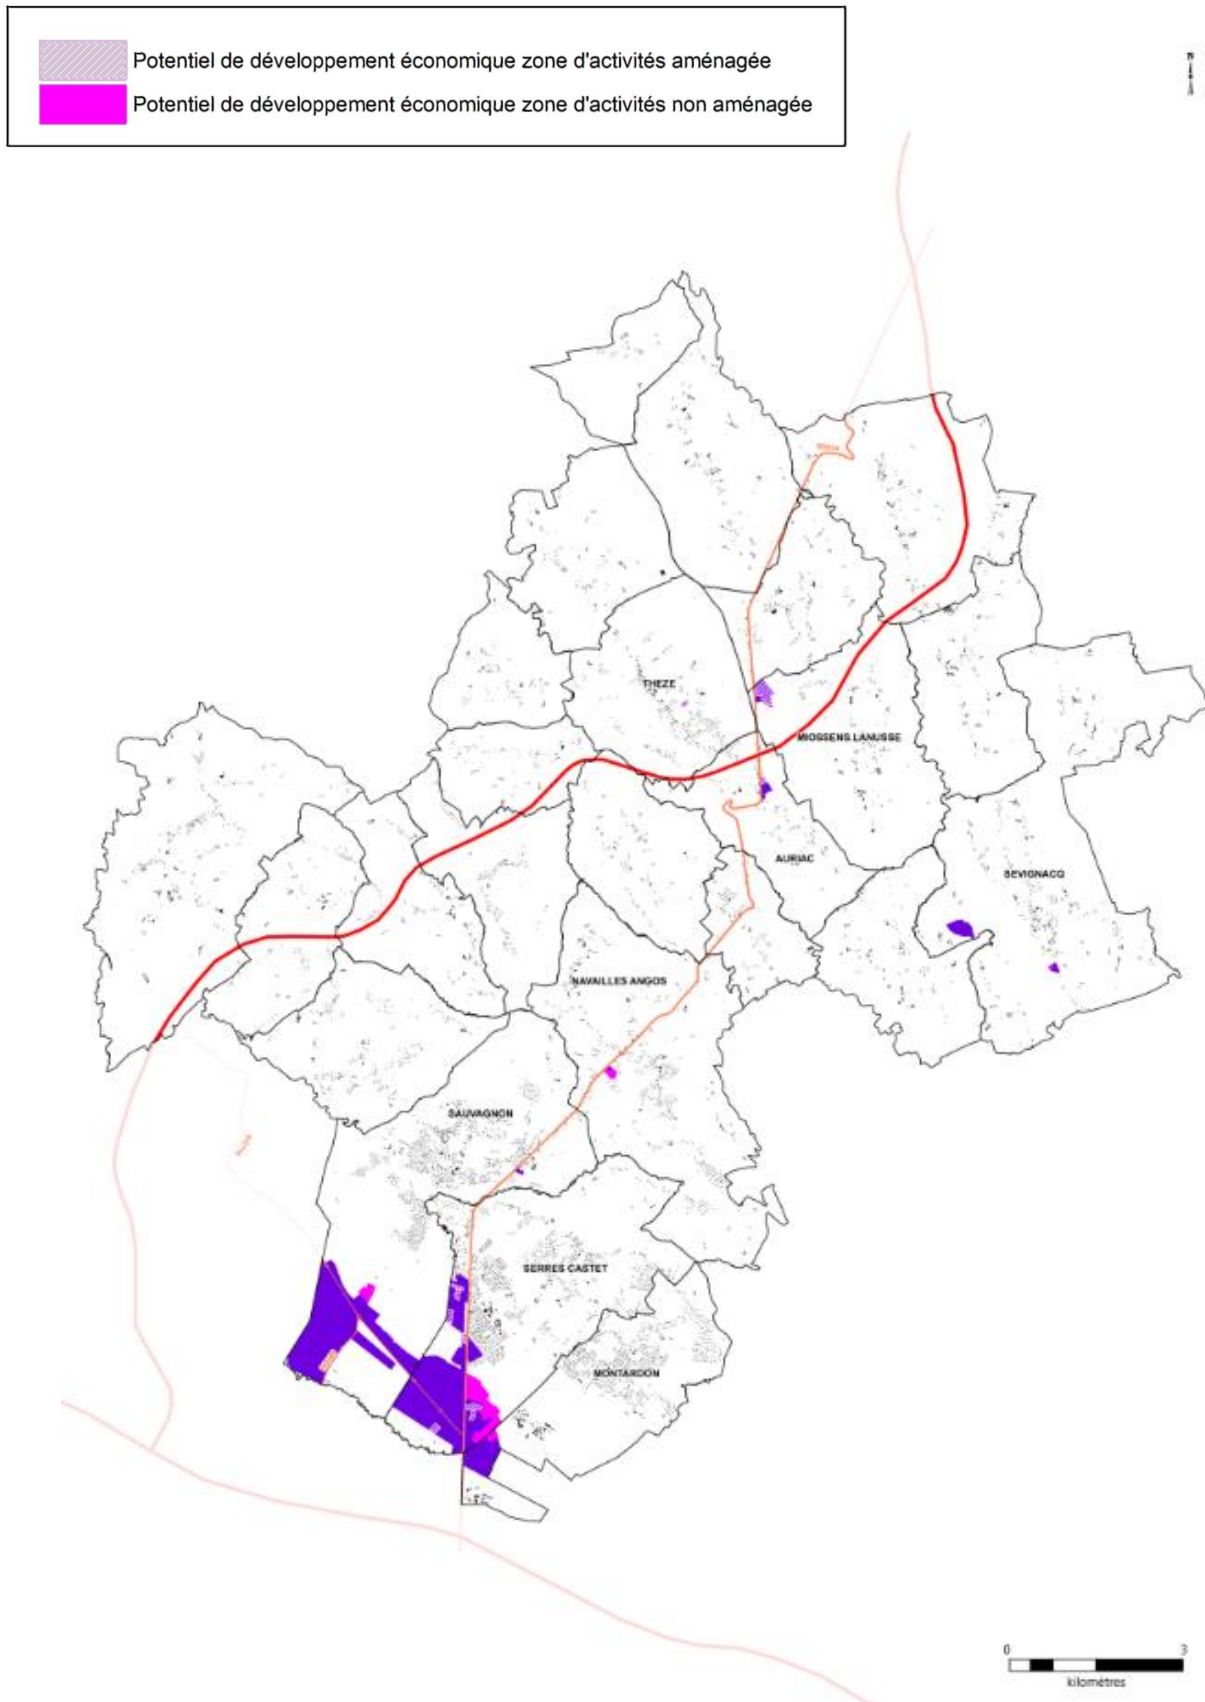 Potentiel de développement économique zone d'activités aménagée
Potentiel de développement économique zone d'activités non aménagée
N
THEZE
MIOSSENS LANUSSE
AURIAC
SEVIGNACQ
NAVAILLES ANGOS
SAUVAGNON
SERRES CASTET
MONTARDON
0 3
kilomètres